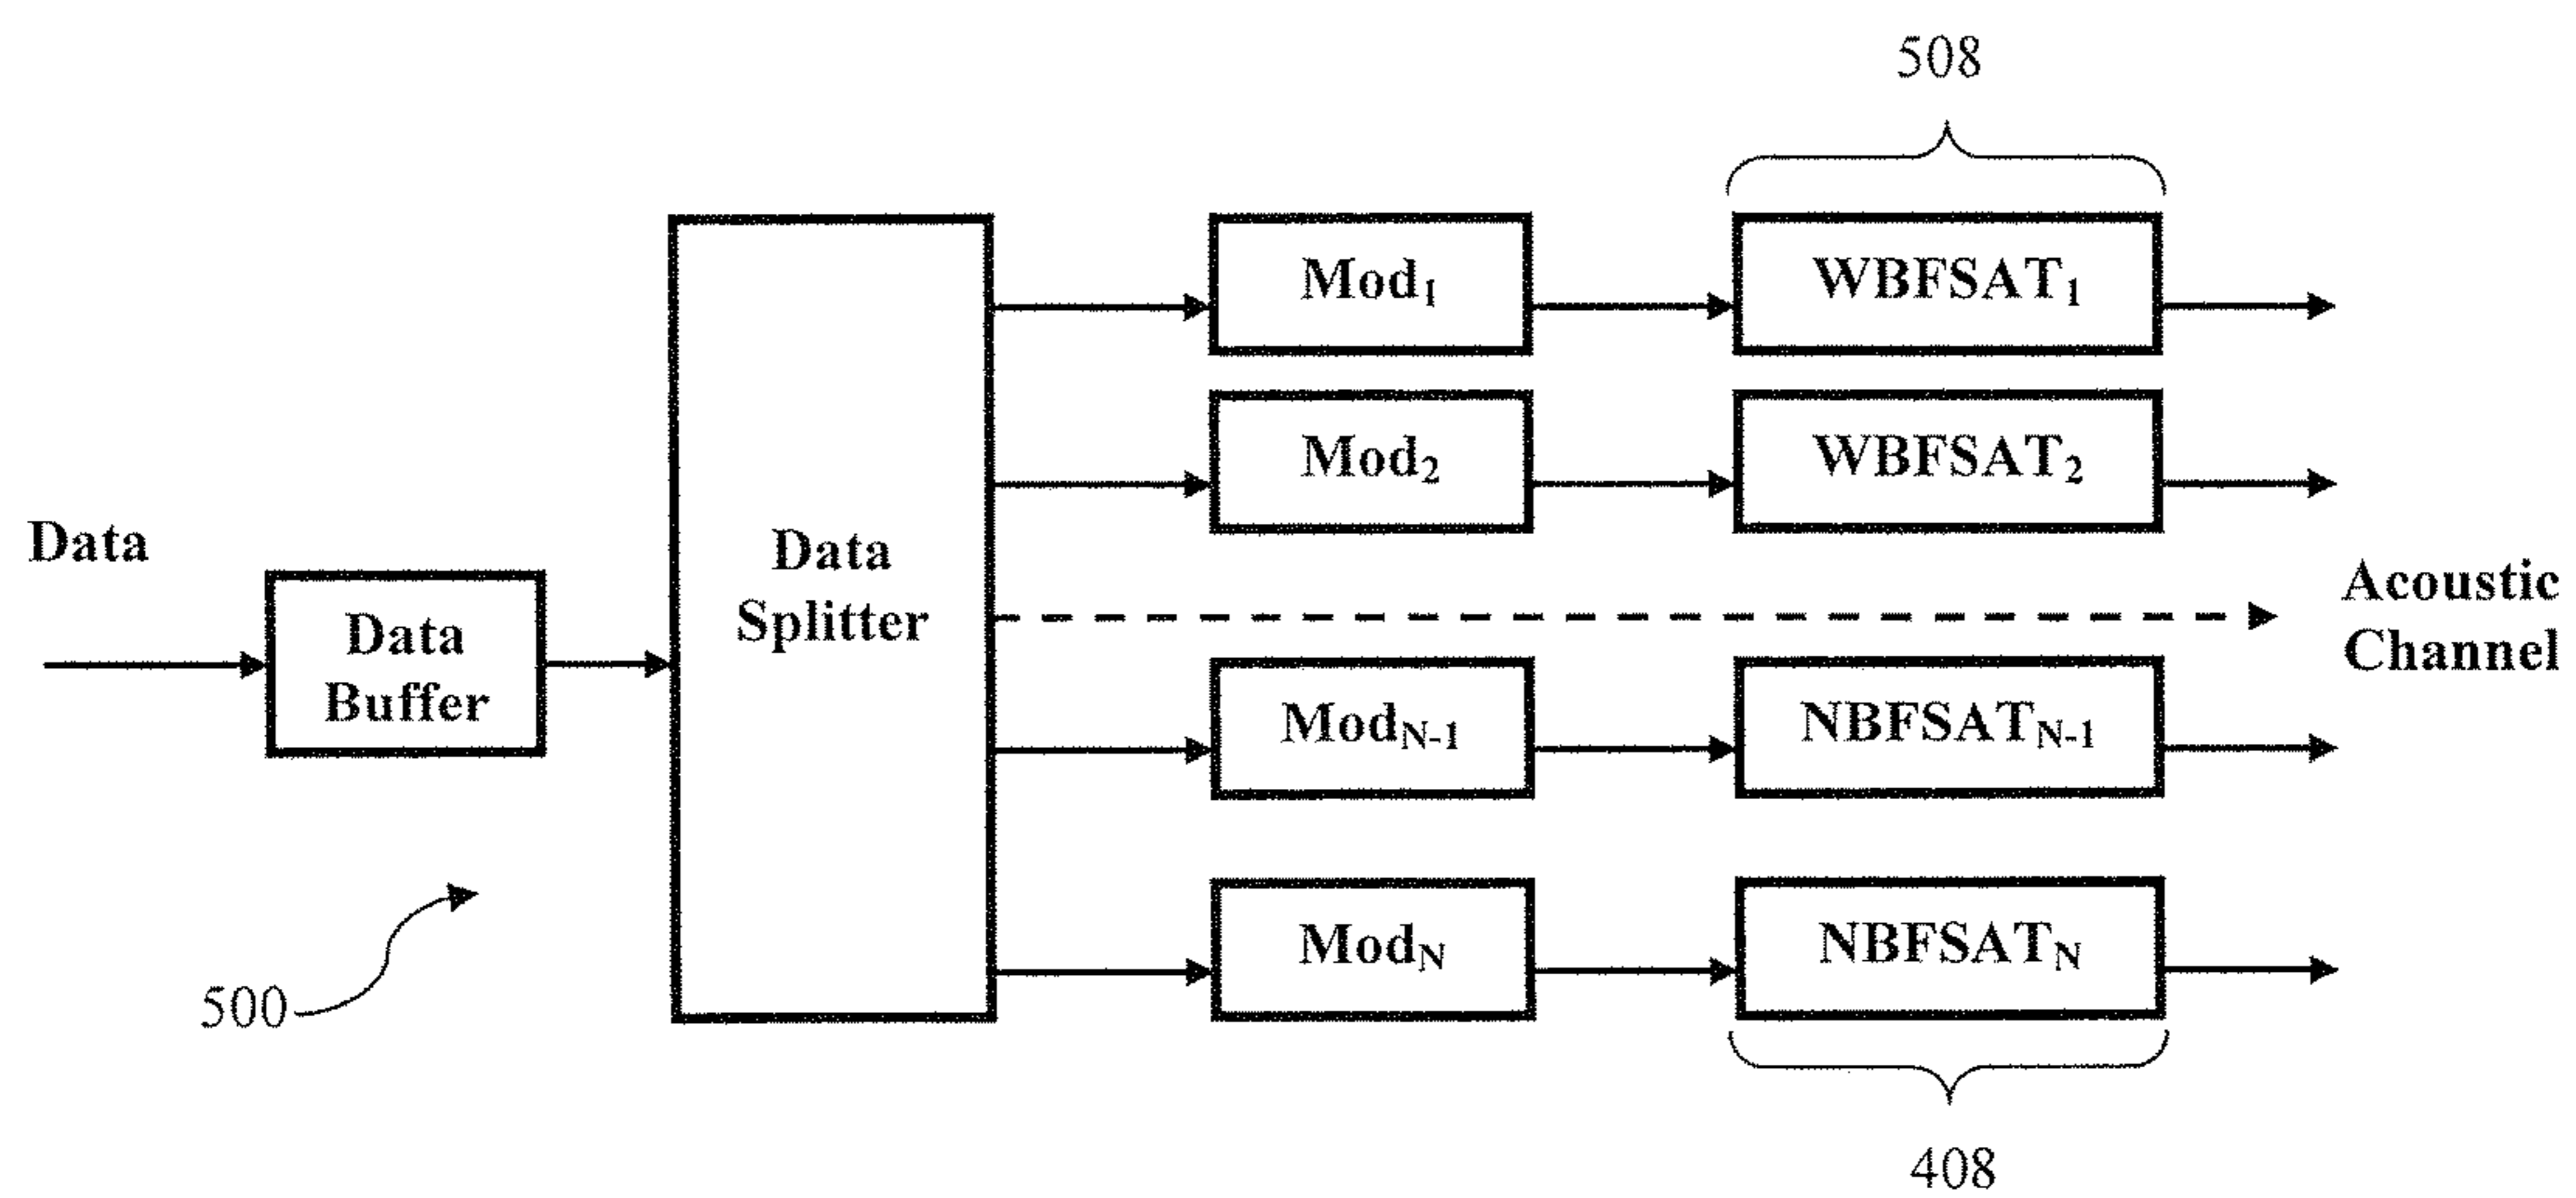 508
Mod1
WBFSAT1
Mod2
WBFSAT2
Data
Data
Splitter
Acoustic
Channel
Data
Buffer
ModN-1
NBFSATN-1
ModN
NBFSATN
500
408